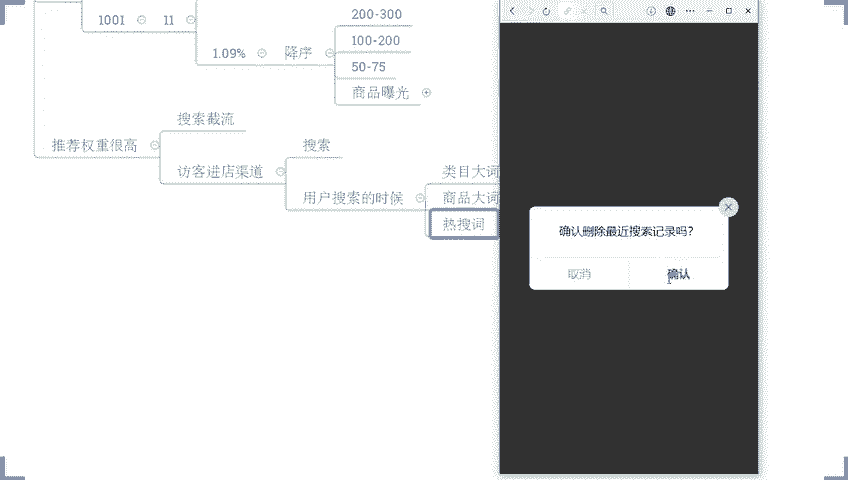 200-300
1001
11
100-200
1.09%
降序
50-75
商品曝光
搜索截流
推荐权重很高
搜索
访客进店渠道
类目大词
用户搜索的时候
商品大词
热搜词
确认删除最近搜索记录吗?
取消
确认